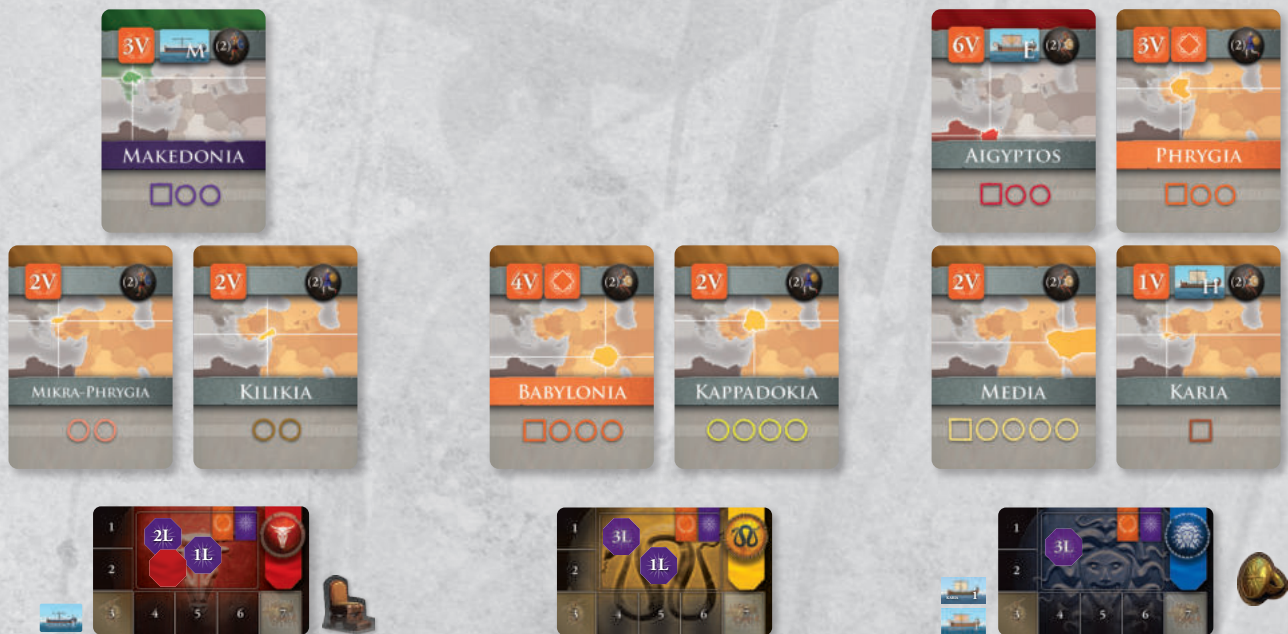 3V M (2)
MAKEDONIA
6V E (2)
AIGYPTOS
3V (2)
PHRYGIA
2V (2)
MIKRA-PHRYGIA
2V (2)
KILIKIA
4V (2)
BABYLONIA
2V (2)
KAPPADOKIA
2V (2)
MEDIA
1V H (2)
KARIA
1 2L 1L
2
3 4 5 6 7
1 3L 1L
2
3 4 5 6 7
1 3L
2
3 4 5 6 7
1